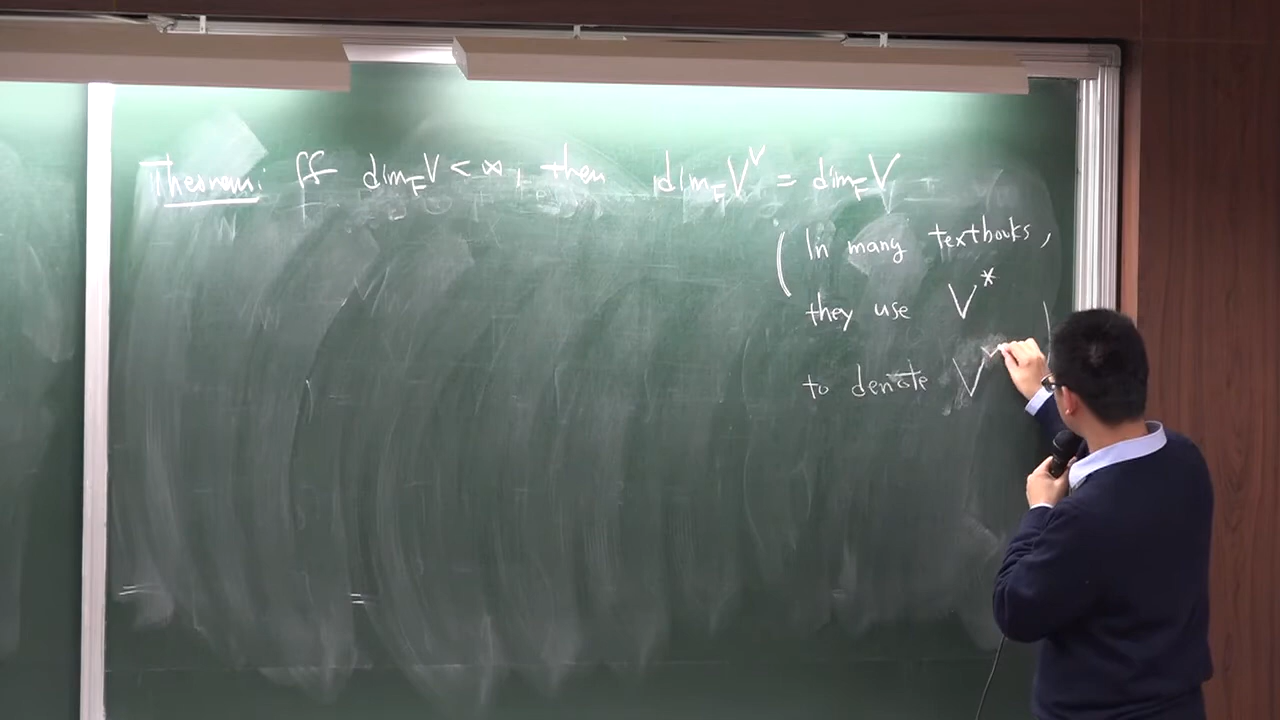 Theorem: If dim_F V < ∞, then dim_F V^∨ = dim_F V
( In many textbooks,
they use V^*
to denote V^∨ )